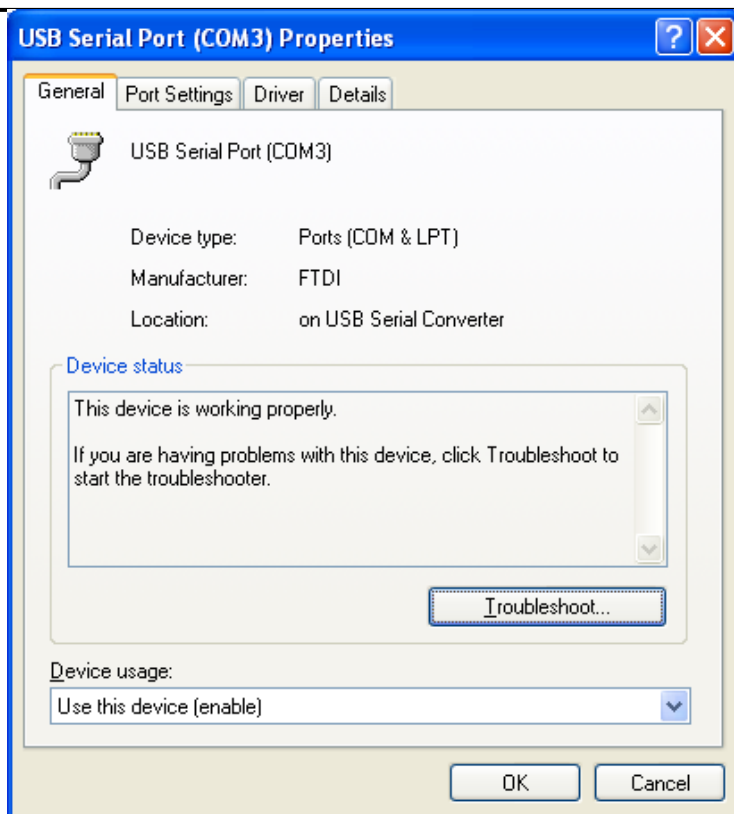 USB Serial Port (COM3) Properties
?
General Port Settings Driver Details
USB Serial Port (COM3)
Device type: Ports (COM & LPT)
Manufacturer: FTDI
Location: on USB Serial Converter
Device status
This device is working properly.
If you are having problems with this device, click Troubleshoot to
start the troubleshooter.
Troubleshoot...
Device usage:
Use this device (enable)
OK Cancel